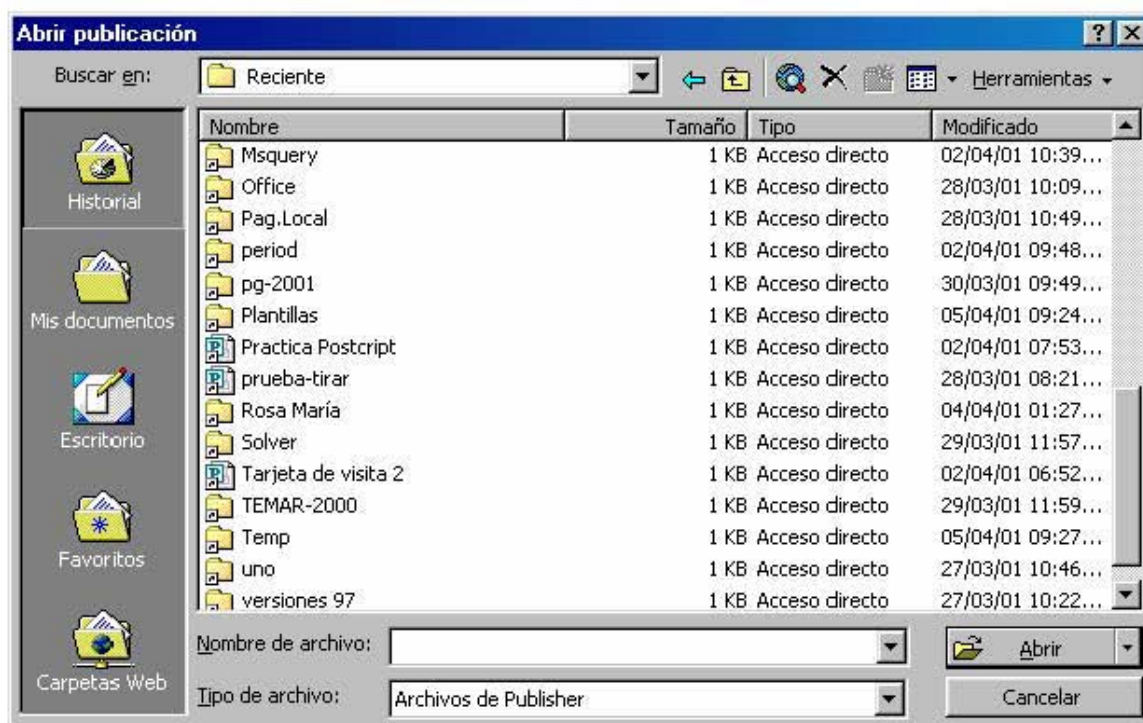 Abrir publicación
Buscar en: Reciente Herramientas
Historial
Mis documentos
Escritorio
Favoritos
Carpetas Web
Nombre Tamaño Tipo Modificado
Msquery 1 KB Acceso directo 02/04/01 10:39...
Office 1 KB Acceso directo 28/03/01 10:09...
Pag.Local 1 KB Acceso directo 28/03/01 10:49...
period 1 KB Acceso directo 02/04/01 09:48...
pg-2001 1 KB Acceso directo 30/03/01 09:49...
Plantillas 1 KB Acceso directo 05/04/01 09:24...
Practica Postcript 1 KB Acceso directo 02/04/01 07:53...
prueba-tirar 1 KB Acceso directo 28/03/01 08:21...
Rosa María 1 KB Acceso directo 04/04/01 01:27...
Solver 1 KB Acceso directo 29/03/01 11:57...
Tarjeta de visita 2 1 KB Acceso directo 02/04/01 06:52...
TEMAR-2000 1 KB Acceso directo 29/03/01 11:59...
Temp 1 KB Acceso directo 05/04/01 09:27...
uno 1 KB Acceso directo 27/03/01 10:46...
versiones 97 1 KB Acceso directo 27/03/01 10:22...
Nombre de archivo: Abrir
Tipo de archivo: Archivos de Publisher Cancelar